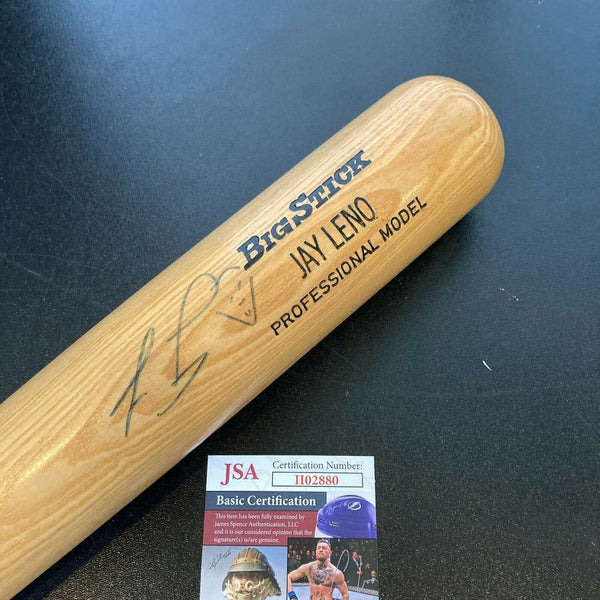 BIG STICK
JAY LENO
PROFESSIONAL MODEL
JSA
Certification Number:
II02880
Basic Certification
This item has been fully examined by
James Spence Authentication, LLC
and it is our considered opinion that the
signature(s) is/are genuine.